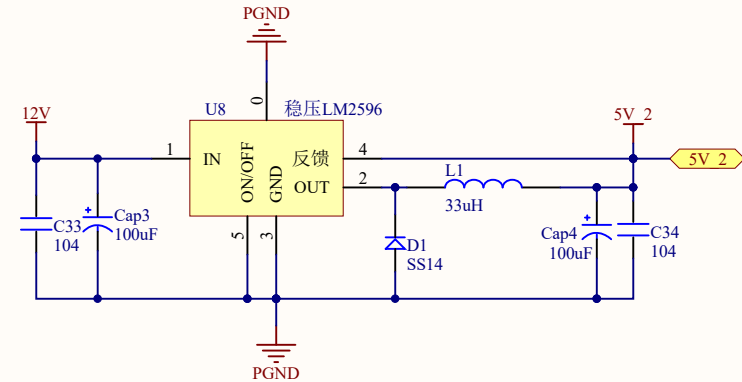 PGND
0
U8
稳压LM2596
12V
5V_2
1
IN
ON/OFF
GND
反馈
OUT
4
2
5V_2
L1
33uH
C33
104
Cap3
100uF
5
3
D1
SS14
Cap4
100uF
C34
104
PGND